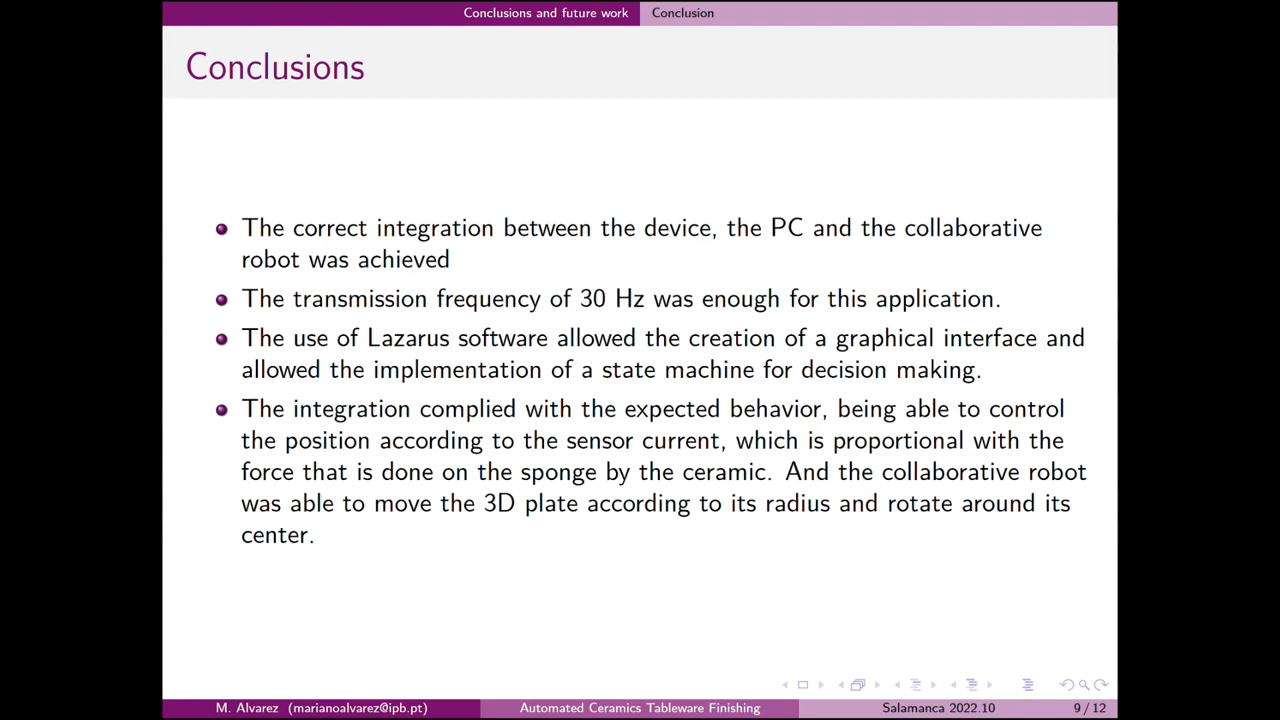 Conclusions and future work Conclusion
Conclusions
The correct integration between the device, the PC and the collaborative
robot was achieved
The transmission frequency of 30 Hz was enough for this application.
The use of Lazarus software allowed the creation of a graphical interface and
allowed the implementation of a state machine for decision making.
The integration complied with the expected behavior, being able to control
the position according to the sensor current, which is proportional with the
force that is done on the sponge by the ceramic. And the collaborative robot
was able to move the 3D plate according to its radius and rotate around its
center.
M. Alvarez (marianoalvarez@ipb.pt) Automated Ceramics Tableware Finishing Salamanca 2022.10 9 / 12